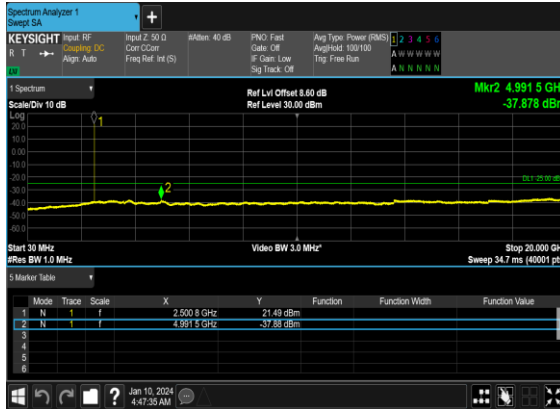 Spectrum Analyzer 1
Swept SA
+
KEYSIGHT Input: RF Input Z: 50 Ω #Atten: 40 dB PNO: Fast Avg Type: Power (RMS) 1 2 3 4 5 6
R T Coupling: DC Corr CCorr Gate: Off Avg|Hold: 100/100 A W W W W W
Align: Auto Freq Ref: Int (S) IF Gain: Low Trig: Free Run
Sig Track: Off A N N N N N
LU
1 Spectrum Ref Lvl Offset 8.60 dB Mkr2 4.991 5 GH
Scale/Div 10 dB Ref Level 30.00 dBm -37.878 dBm
Log
20.0
10.0
0.00
-10.0
-20.0
-30.0
-40.0
-50.0
-60.0
1
2
DL1 -25.00 dB
Start 30 MHz Video BW 3.0 MHz* Stop 20.000 GH
#Res BW 1.0 MHz Sweep 34.7 ms (40001 pts
5 Marker Table
Mode Trace Scale X Y Function Function Width Function Value
1 N 1 f 2.500 8 GHz 21.49 dBm
2 N 1 f 4.991 5 GHz -37.88 dBm
3
4
5
6
? Jan 10, 2024
4:47:35 AM